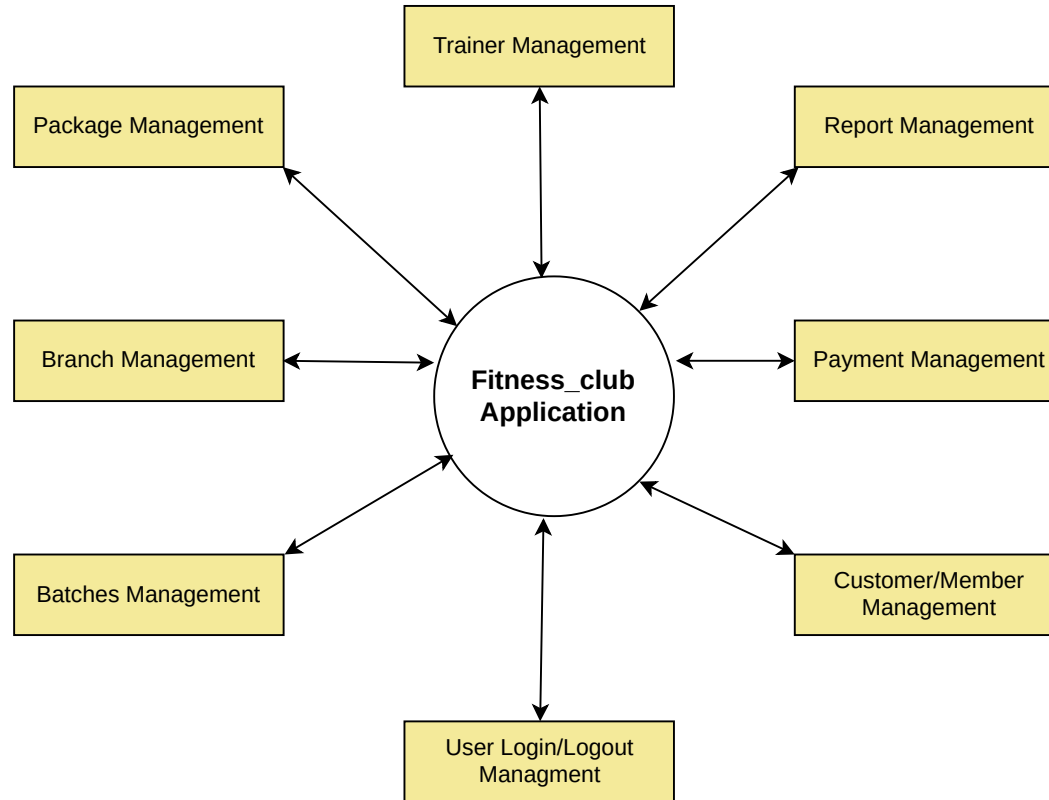 Trainer Management
Package Management
Report Management
Branch Management
Fitness_club
Application
Payment Management
Batches Management
Customer/Member
Management
User Login/Logout
Managment